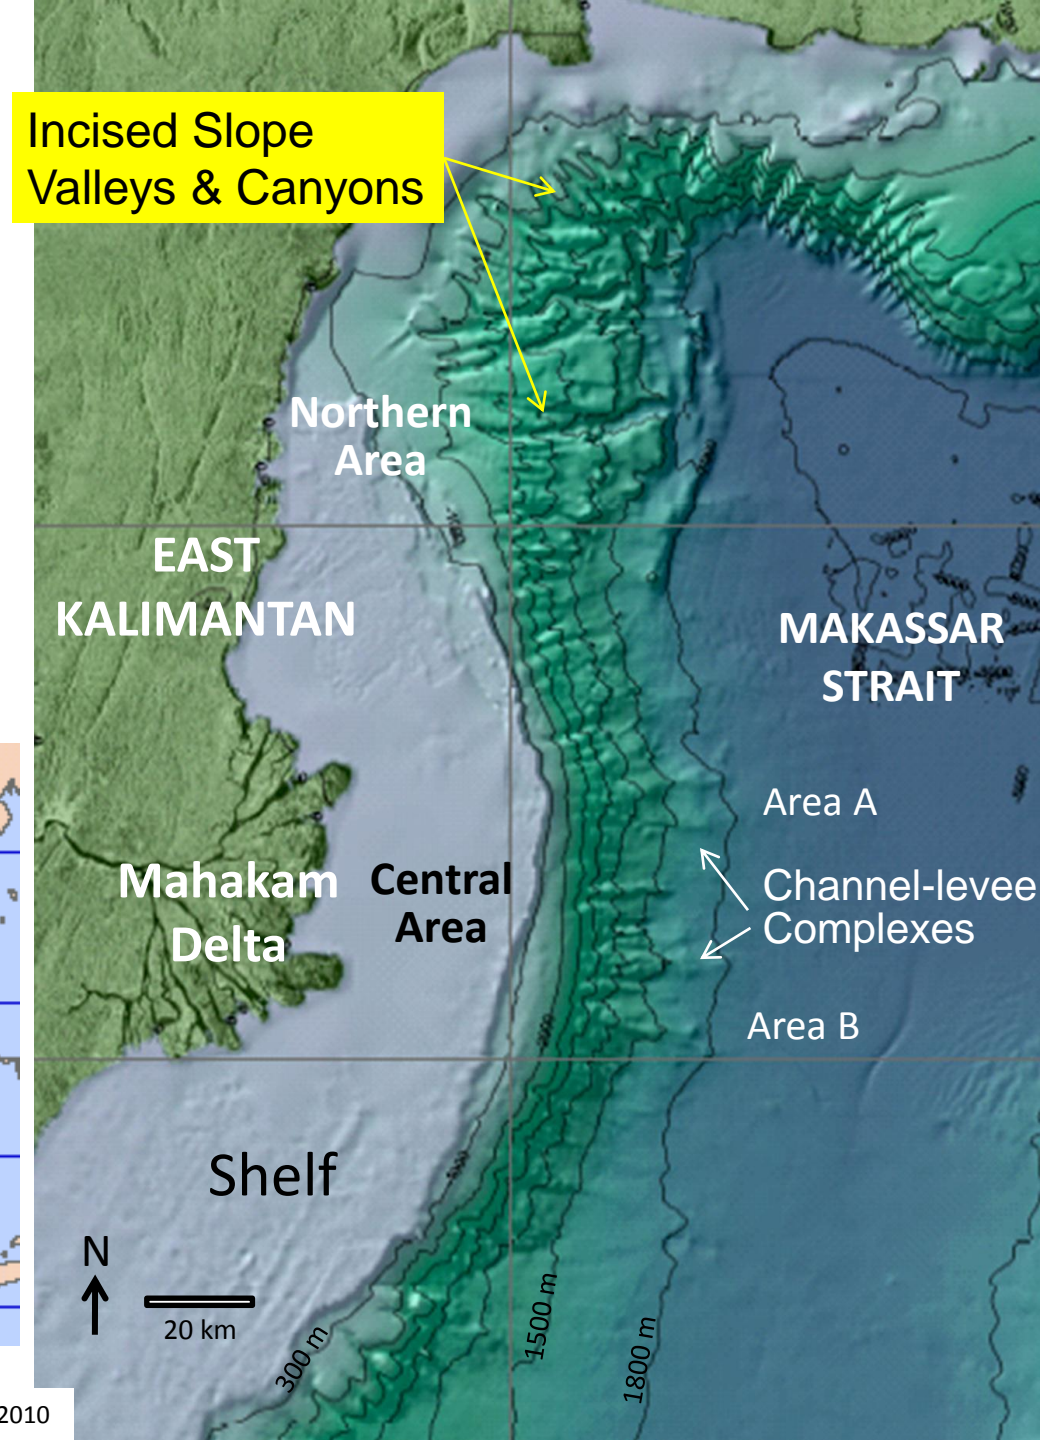 Incised Slope
Valleys & Canyons
Northern
Area
EAST
KALIMANTAN
MAKASSAR
STRAIT
Area A
Mahakam
Delta
Central
Area
Channel-levee
Complexes
Area B
Shelf
N
20 km
300 m
1500 m
1800 m
2010